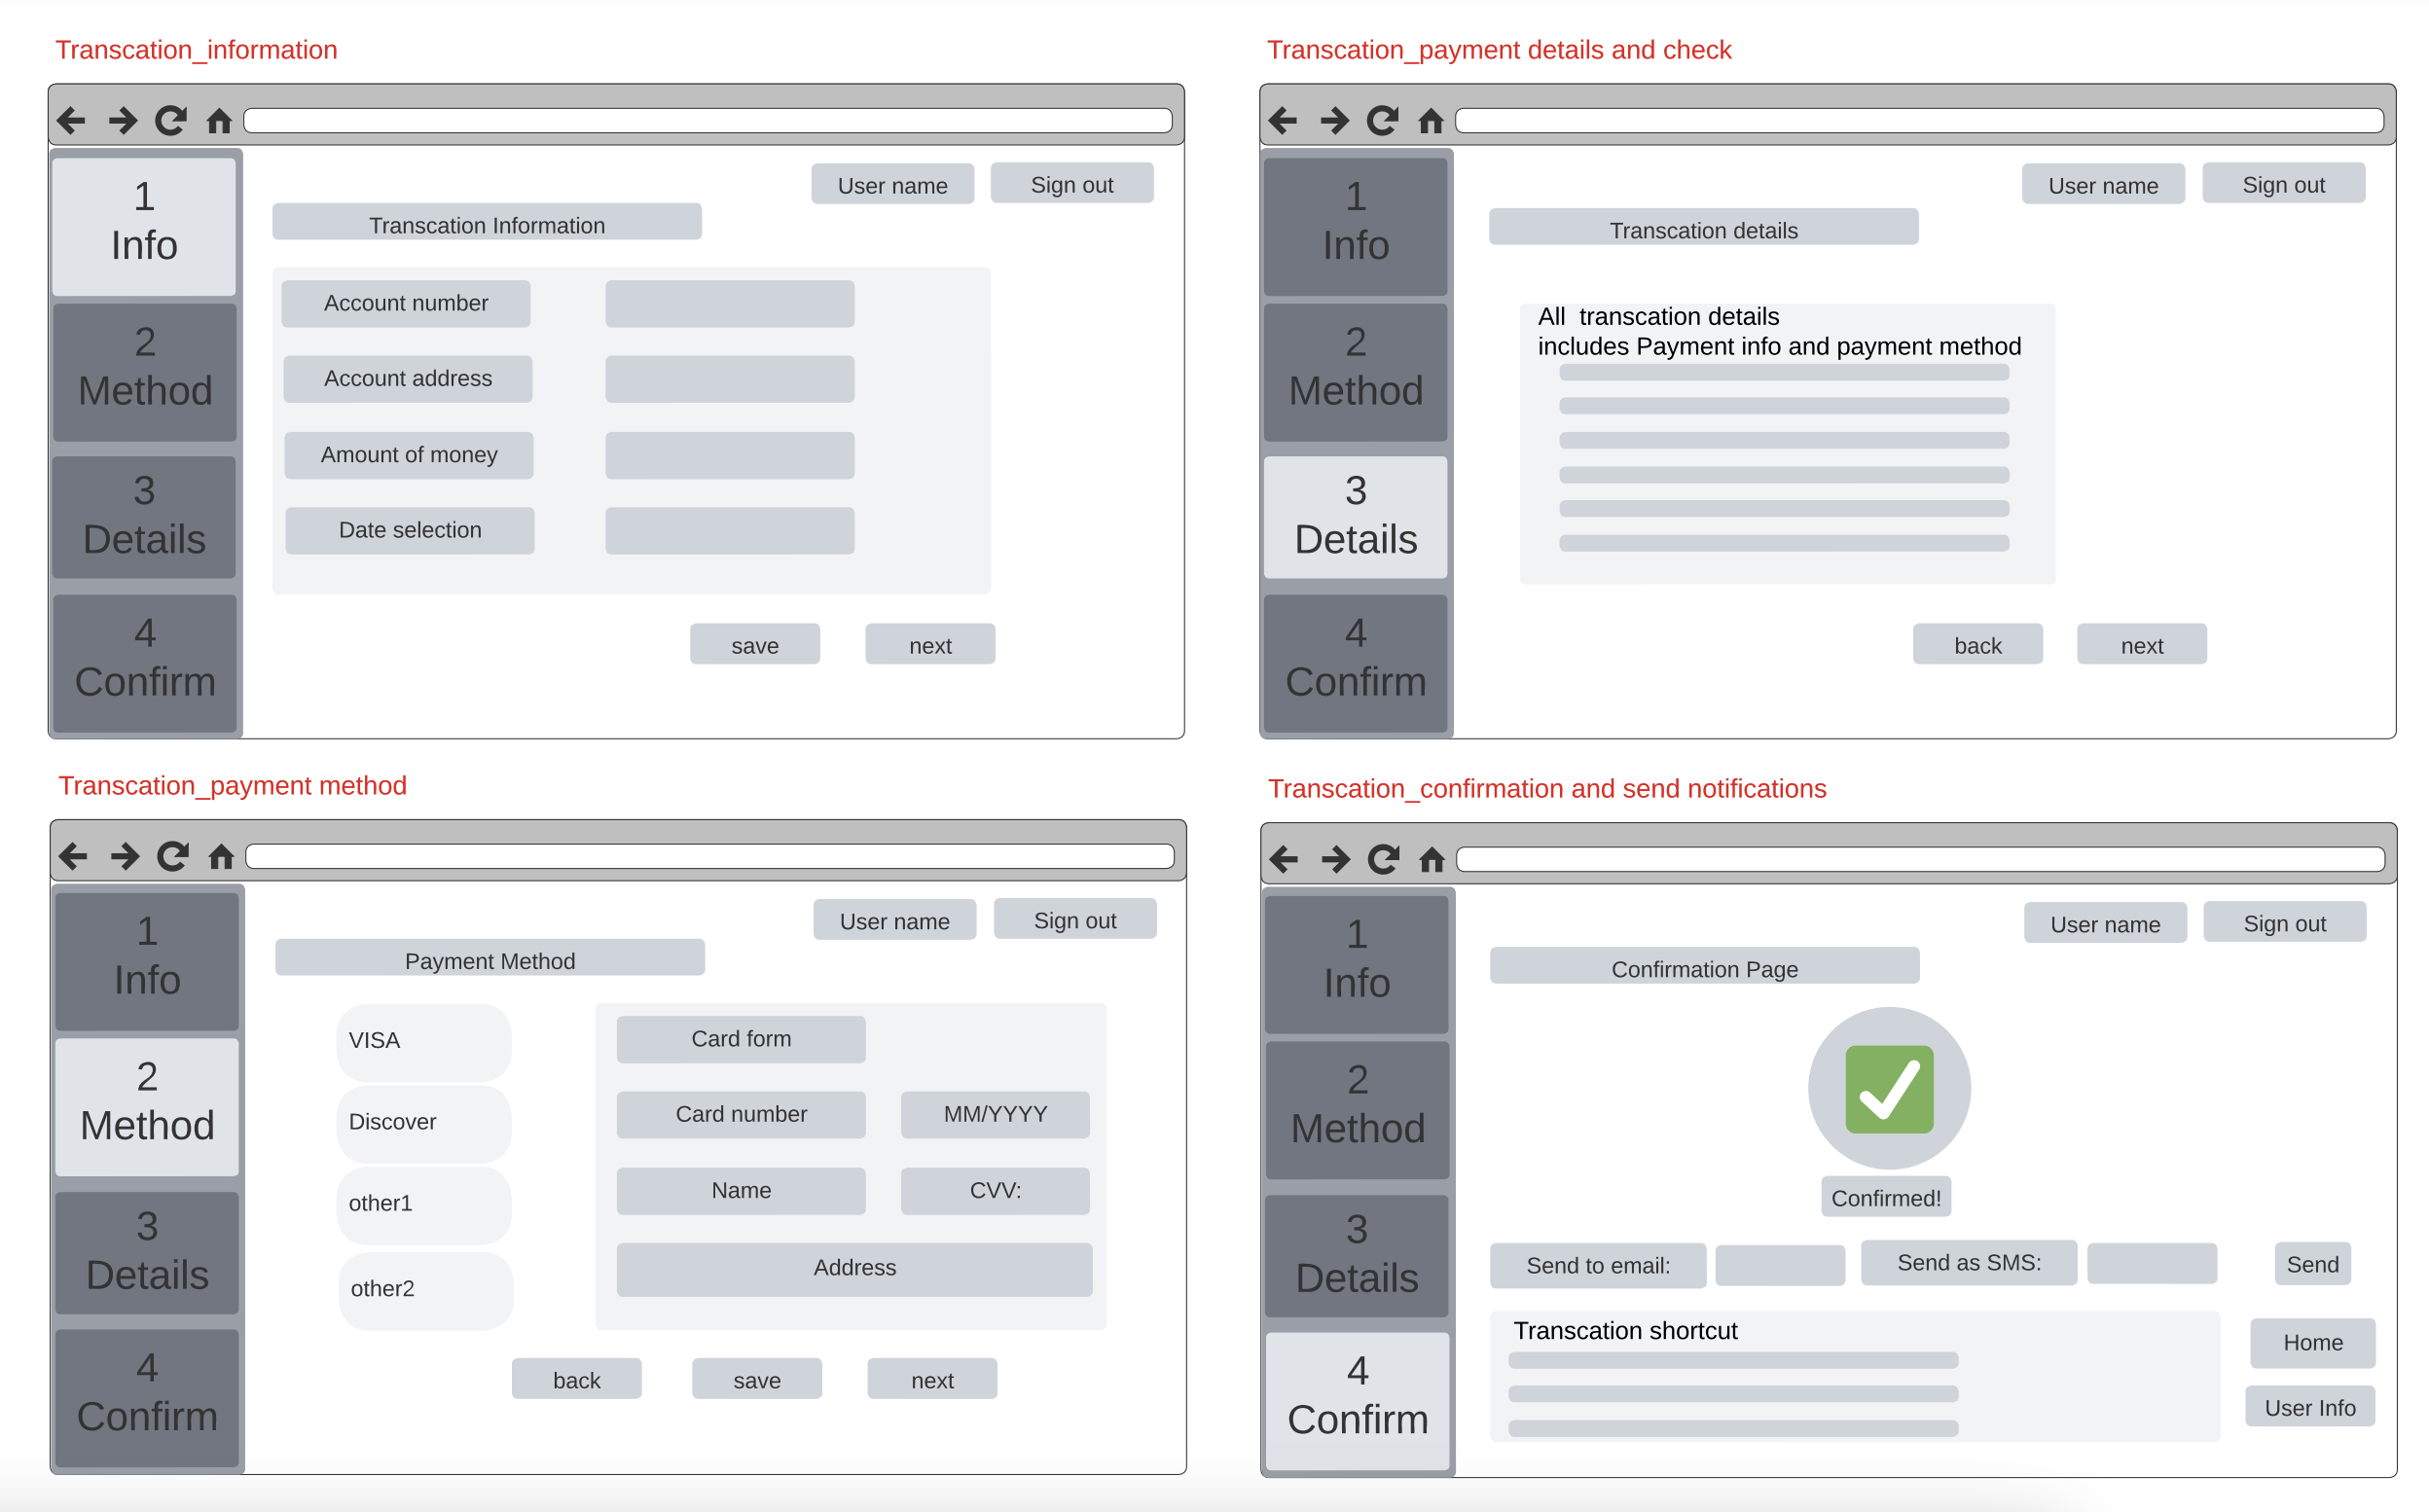 Transcation_information
1
Info
2
Method
3
Details
4
Confirm
User name
Sign out
Transcation Information
Account number
Account address
Amount of money
Date selection
save
next
Transcation_payment details and check
1
Info
2
Method
3
Details
4
Confirm
User name
Sign out
Transcation details
All  transcation details
includes Payment info and payment method
back
next
Transcation_payment method
1
Info
2
Method
3
Details
4
Confirm
User name
Sign out
Payment Method
VISA
Discover
other1
other2
Card form
Card number
MM/YYYY
Name
CVV:
Address
back
save
next
Transcation_confirmation and send notifications
1
Info
2
Method
3
Details
4
Confirm
User name
Sign out
Confirmation Page
Confirmed!
Send to email:
Send as SMS:
Send
Transcation shortcut
Home
User Info